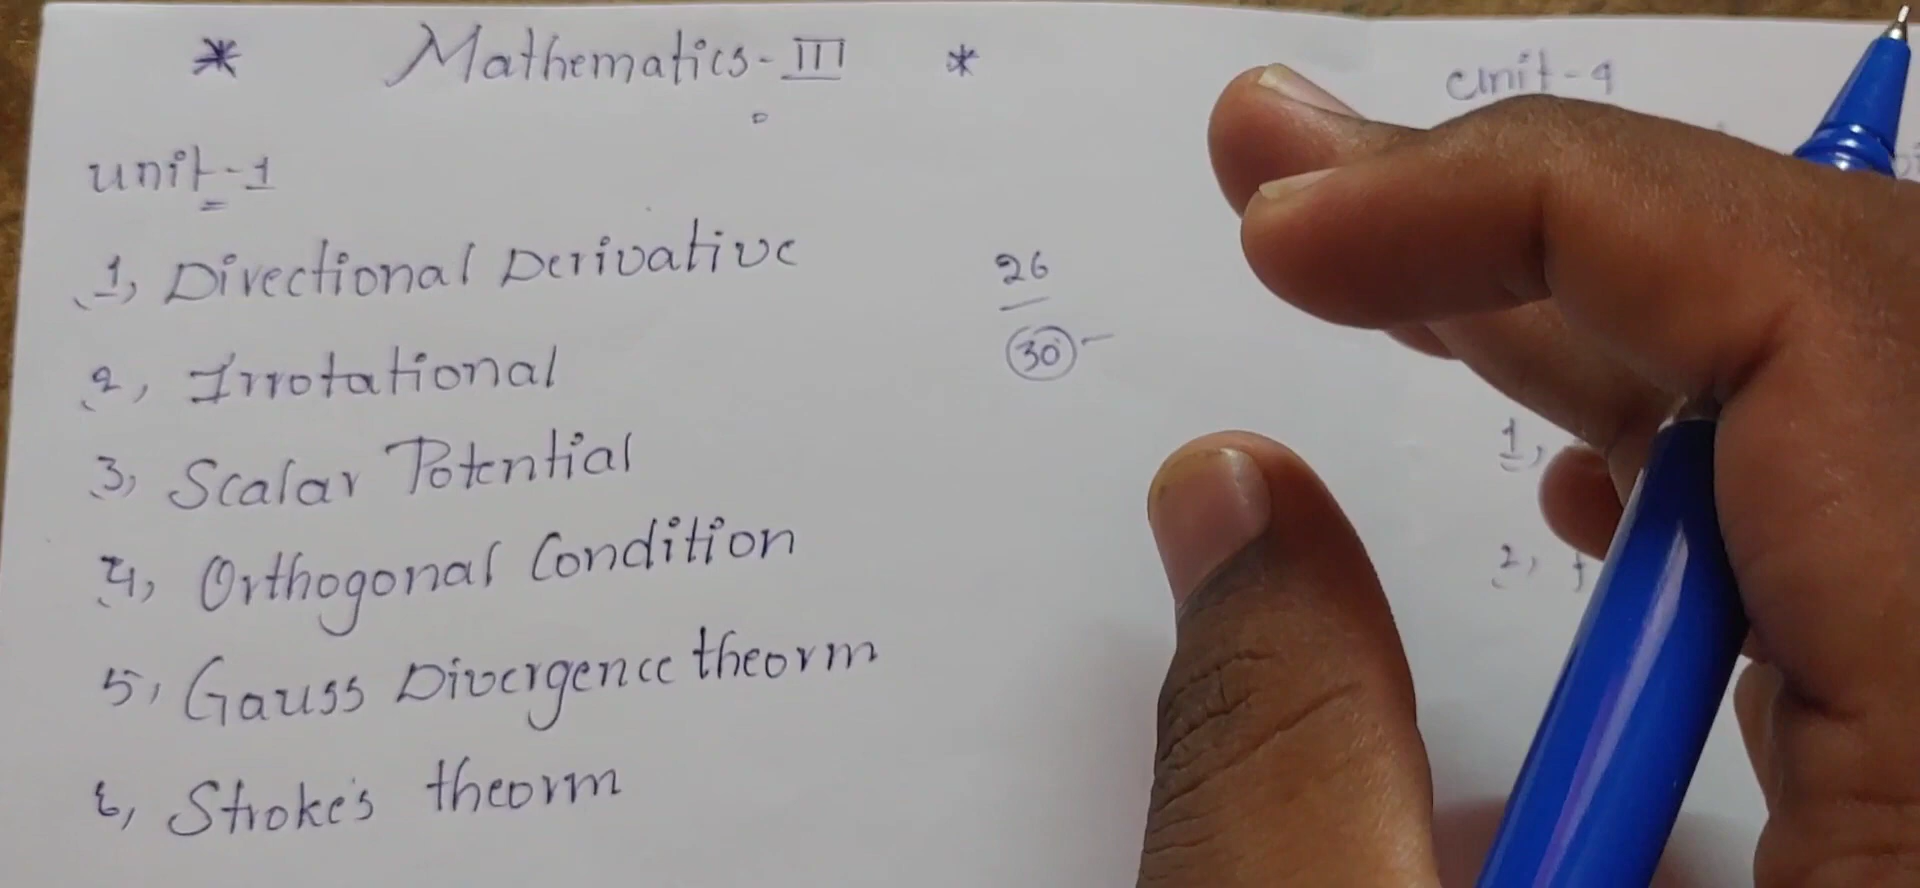 * Mathematics-III *
unit-1
1, Directional Derivative
2, Irrotational
3, Scalar Potential
4, Orthogonal Condition
5, Gauss Divergence theorm
6, Stroke's theorm
26
30
unit-4
1,
2, f